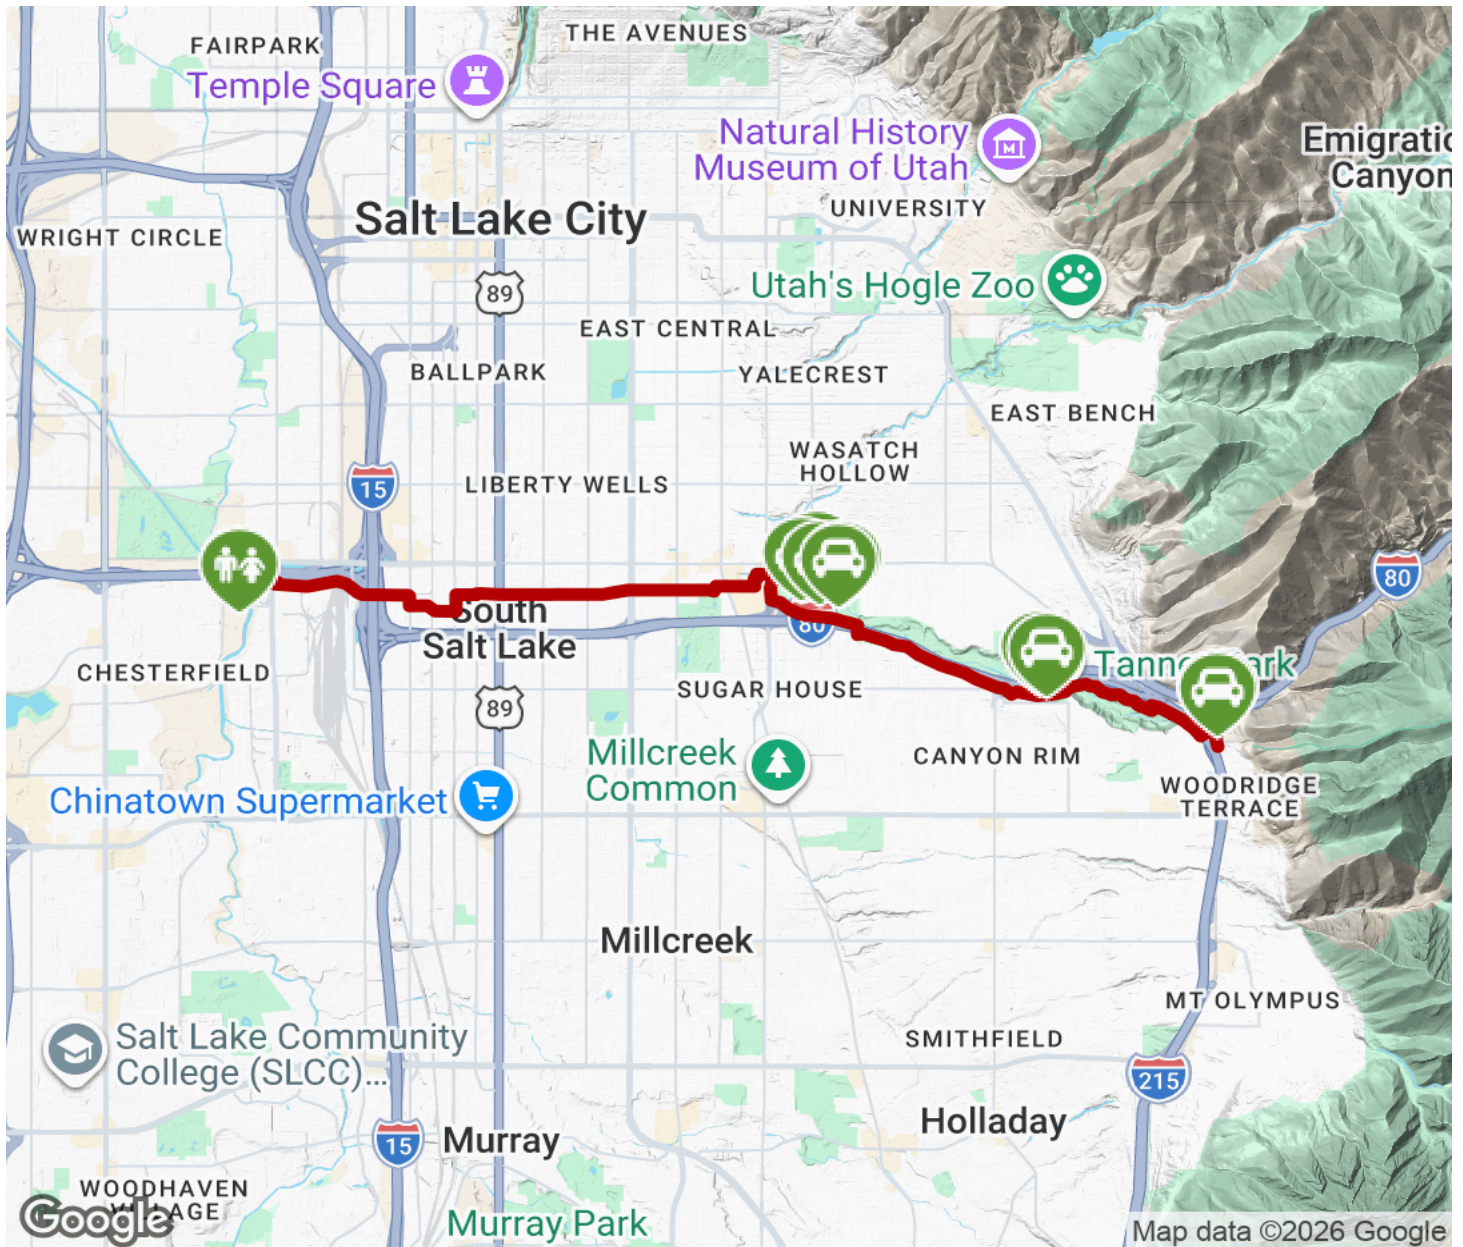 THE AVENUES
FAIRPARK
Temple Square
Natural History
Museum of Utah
Emigratic
Canyon
UNIVERSITY
Salt Lake City
WRIGHT CIRCLE
Utah's Hogle Zoo
89
EAST CENTRAL
BALLPARK
YALECREST
EAST BENCH
WASATCH
HOLLOW
LIBERTY WELLS
15
80
South
Salt Lake
80
CHESTERFIELD
SUGAR HOUSE
89
CANYON RIM
Millcreek
Common
WOODRIDGE
TERRACE
Chinatown Supermarket
Millcreek
MT OLYMPUS
SMITHFIELD
Salt Lake Community
College (SLCC)...
215
Holladay
15
Murray
WOODHAVEN
Google
Murray Park
Map data ©2026 Google